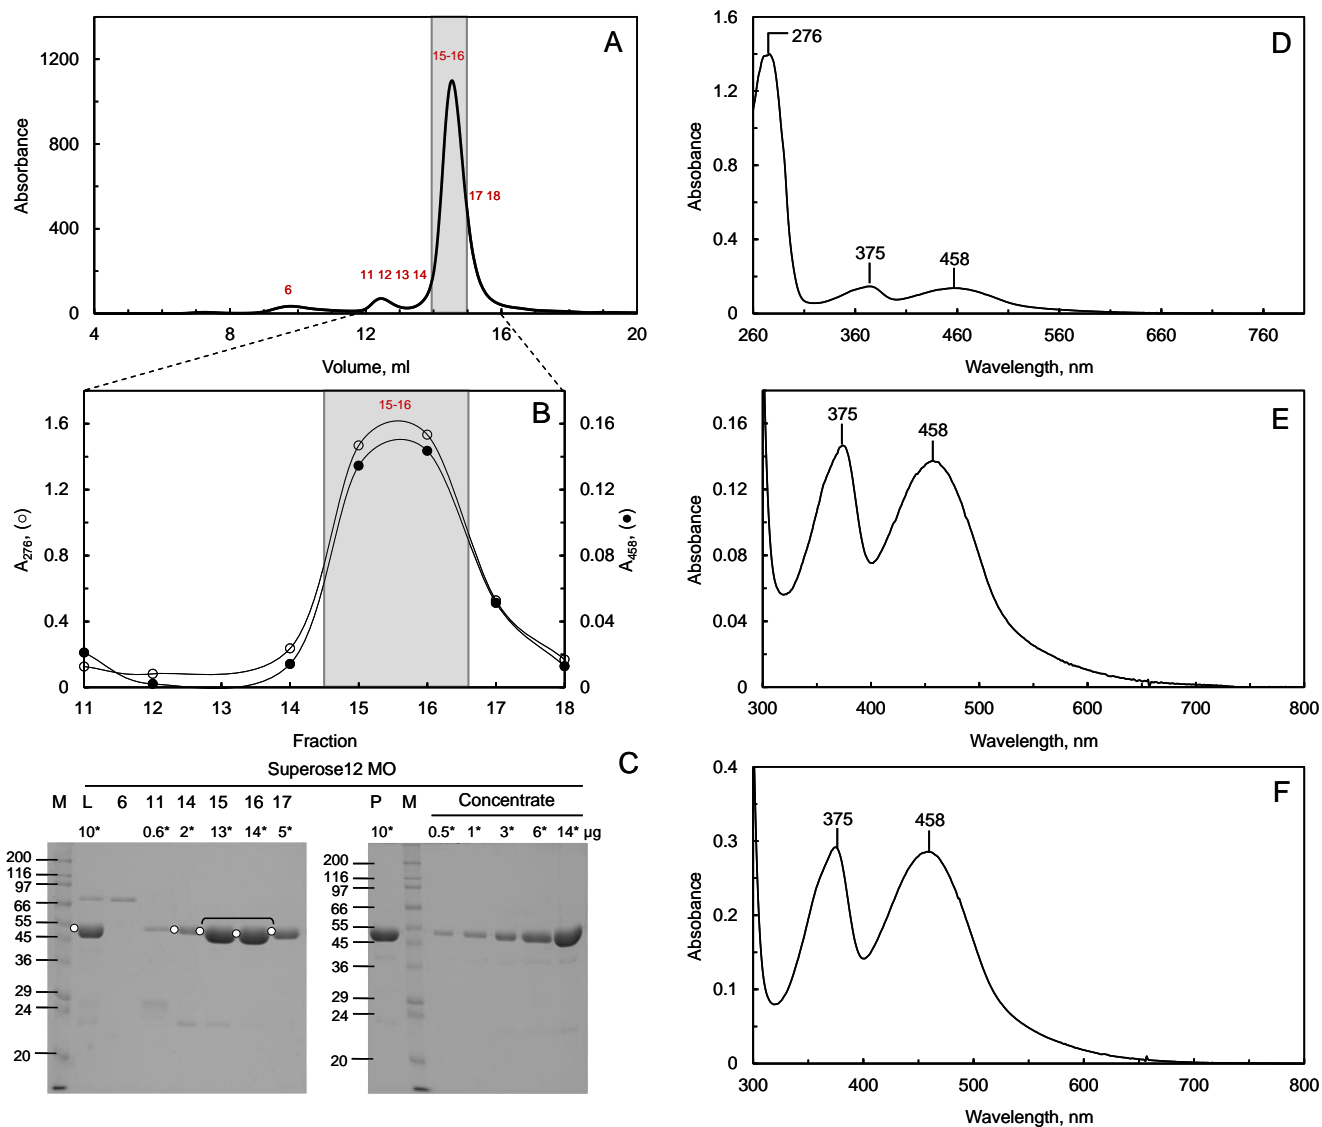 A
1200
800
400
0
Absorbance
15-16
17 18
11 12 13 14
6
4 8 12 16 20
Volume, ml
B
15-16
1.6
1.2
0.8
0.4
0
A276, (○)
0.16
0.12
0.08
0.04
0
A458, (●)
11 12 13 14 15 16 17 18
Fraction
C
Superose12 MO
M L 6 11 14 15 16 17
10* 0.6* 2* 13* 14* 5*
200
116
97
66
55
45
36
29
24
20
P M Concentrate
10* 0.5* 1* 3* 6* 14* µg
200
116
97
66
55
45
36
29
24
20
D
1.6
1.2
0.8
0.4
0
Absorbance
276
375
458
260 360 460 560 660 760
Wavelength, nm
E
0.16
0.12
0.08
0.04
0
Absorbance
375
458
300 400 500 600 700 800
Wavelength, nm
F
0.4
0.3
0.2
0.1
0
Absorbance
375
458
300 400 500 600 700 800
Wavelength, nm